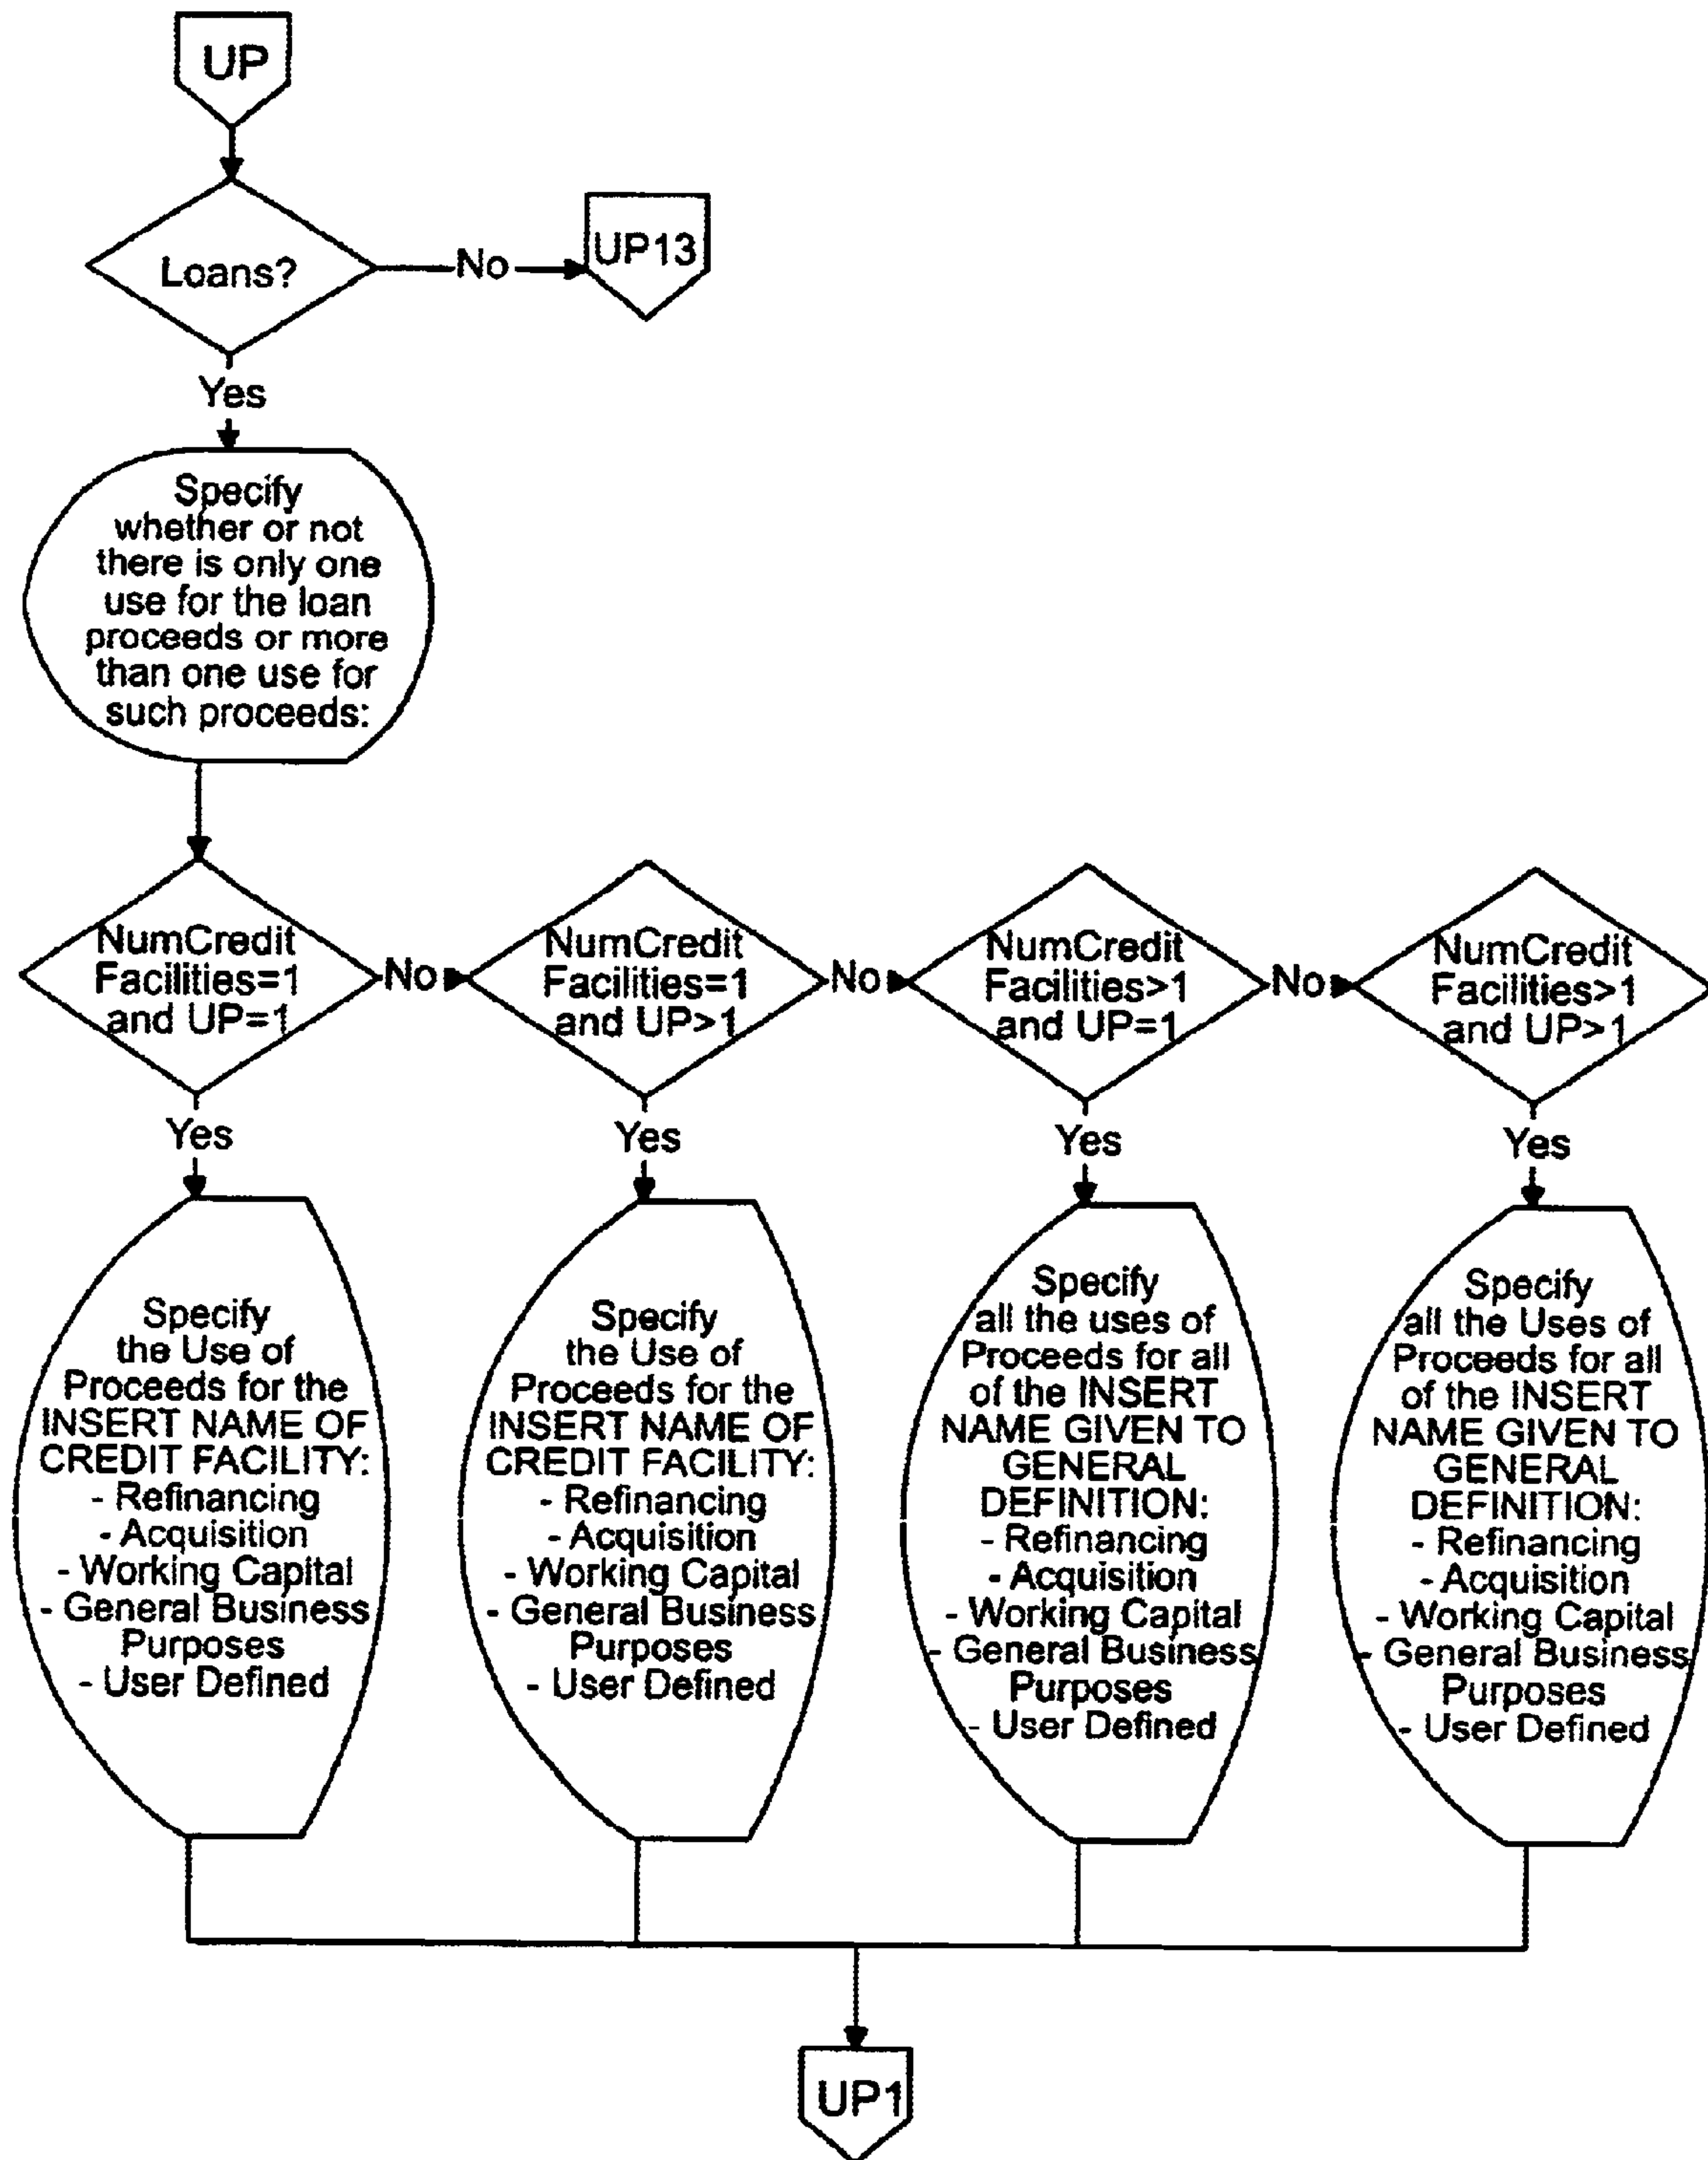 UP
Loans?
No
UP13
Yes
Specify
whether or not
there is only one
use for the loan
proceeds or more
than one use for
such proceeds:
NumCredit
Facilities=1
and UP=1
No
NumCredit
Facilities=1
and UP>1
No
NumCredit
Facilities>1
and UP=1
No
NumCredit
Facilities>1
and UP>1
Yes
Yes
Yes
Yes
Specify
the Use of
Proceeds for the
INSERT NAME OF
CREDIT FACILITY:
- Refinancing
- Acquisition
- Working Capital
- General Business
Purposes
- User Defined
Specify
the Use of
Proceeds for the
INSERT NAME OF
CREDIT FACILITY:
- Refinancing
- Acquisition
- Working Capital
- General Business
Purposes
- User Defined
Specify
all the uses of
Proceeds for all
of the INSERT
NAME GIVEN TO
GENERAL
DEFINITION:
- Refinancing
- Acquisition
- Working Capital
- General Business
Purposes
- User Defined
Specify
all the Uses of
Proceeds for all
of the INSERT
NAME GIVEN TO
GENERAL
DEFINITION:
- Refinancing
- Acquisition
- Working Capital
- General Business
Purposes
- User Defined
UP1